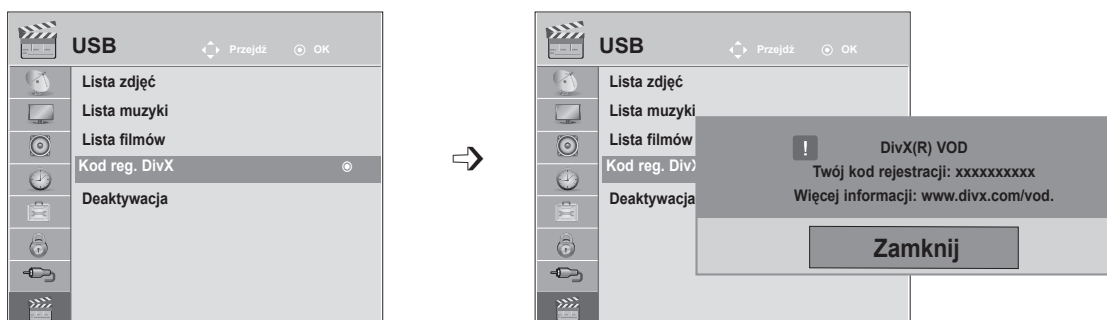 USB
Przejdź
OK
Lista zdjęć
Lista muzyki
Lista filmów
Kod reg. DivX
Deaktywacja
USB
Przejdź
OK
Lista zdjęć
Lista muzyki
Lista filmów
Kod reg. DivX
Deaktywacja
!
DivX(R) VOD
Twój kod rejestracji: xxxxxxxxxx
Więcej informacji: www.divx.com/vod.
Zamknij